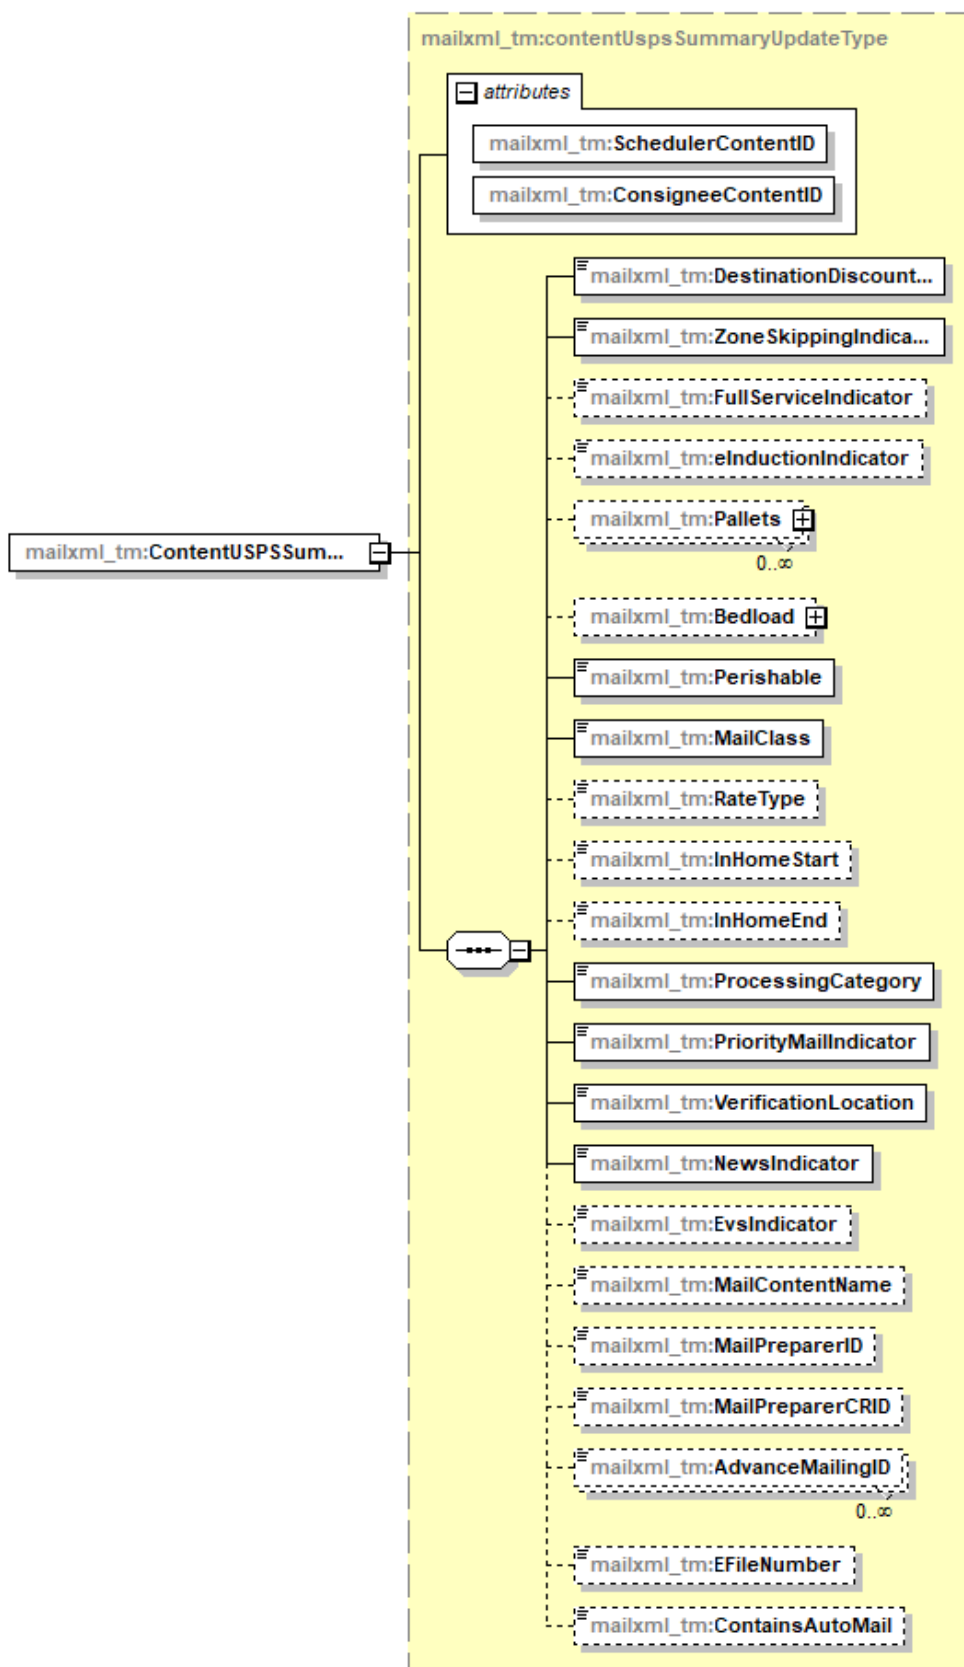 mailxml_tm:contentUspsSummaryUpdateType
attributes
mailxml_tm:SchedulerContentID
mailxml_tm:ConsigneeContentID
mailxml_tm:DestinationDiscount...
mailxml_tm:ZoneSkippingIndica...
mailxml_tm:FullServiceIndicator
mailxml_tm:eInductionIndicator
mailxml_tm:Pallets
0..∞
mailxml_tm:ContentUSPSSum...
mailxml_tm:Bedload
mailxml_tm:Perishable
mailxml_tm:MailClass
mailxml_tm:RateType
mailxml_tm:InHomeStart
mailxml_tm:InHomeEnd
mailxml_tm:ProcessingCategory
mailxml_tm:PriorityMailIndicator
mailxml_tm:VerificationLocation
mailxml_tm:NewsIndicator
mailxml_tm:EvsIndicator
mailxml_tm:MailContentName
mailxml_tm:MailPreparerID
mailxml_tm:MailPreparerCRID
mailxml_tm:AdvanceMailingID
0..∞
mailxml_tm:EFileNumber
mailxml_tm:ContainsAutoMail